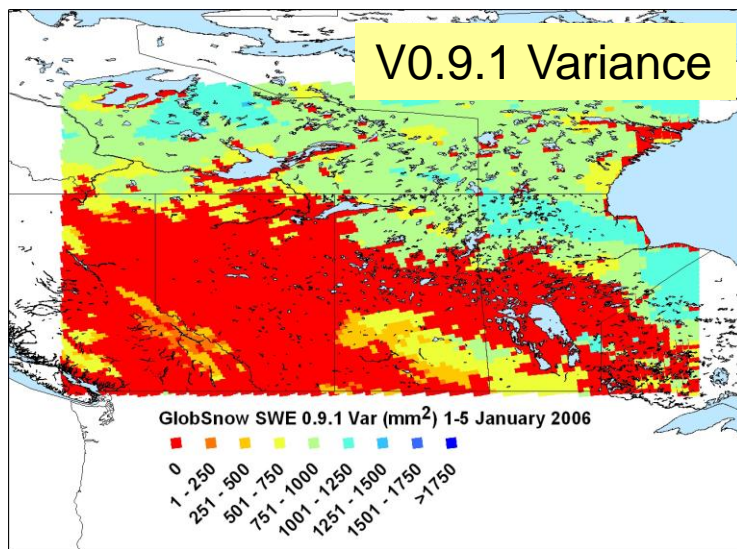 V0.9.1 Variance
GlobSnow SWE 0.9.1 Var (mm2) 1-5 January 2006
0
1 - 250
251 - 500
501 - 750
751 - 1000
1001 - 1250
1251 - 1500
1501 - 1750
>1750